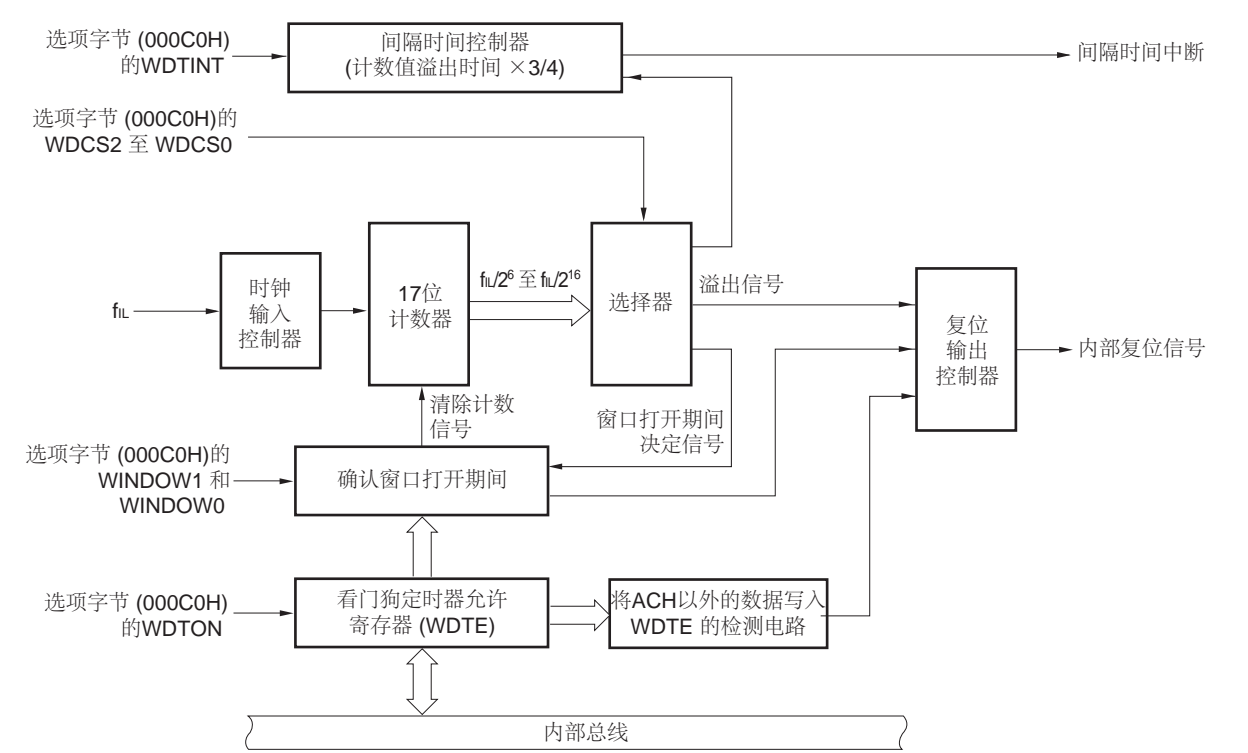 选项字节 (000C0H)
的WDTINT
间隔时间控制器
(计数值溢出时间 ×3/4)
间隔时间中断
选项字节 (000C0H)的
WDCS2 至 WDCS0
fIL
时钟
输入
控制器
17位
计数器
fIL/2⁶ 至 fIL/2¹⁶
选择器
溢出信号
复位
输出
控制器
内部复位信号
清除计数
信号
窗口打开期间
决定信号
选项字节 (000C0H)的
WINDOW1 和
WINDOW0
确认窗口打开期间
选项字节 (000C0H)
的WDTON
看门狗定时器允许
寄存器 (WDTE)
将ACH以外的数据写入
WDTE 的检测电路
内部总线